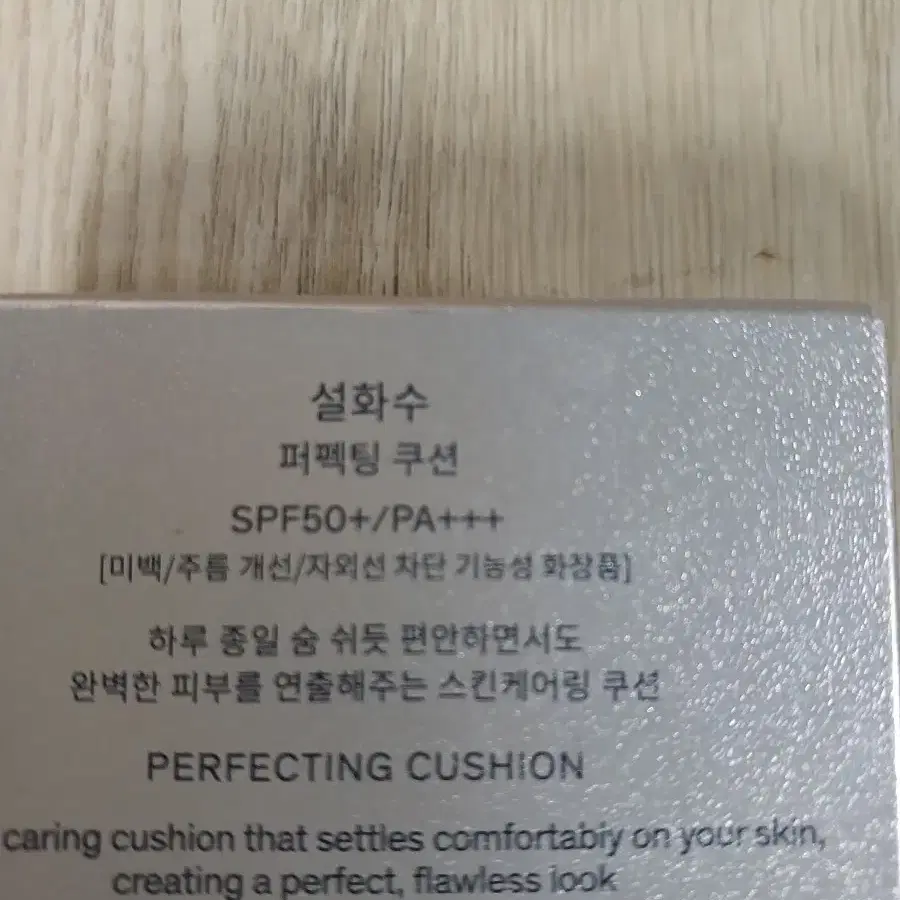 설화수
퍼펙팅 쿠션
SPF50+/PA+++
[미백/주름 개선/자외선 차단 기능성 화장품]
하루 종일 숨 쉬듯 편안하면서도
완벽한 피부를 연출해주는 스킨케어링 쿠션
PERFECTING CUSHION
caring cushion that settles comfortably on your skin,
creating a perfect, flawless look